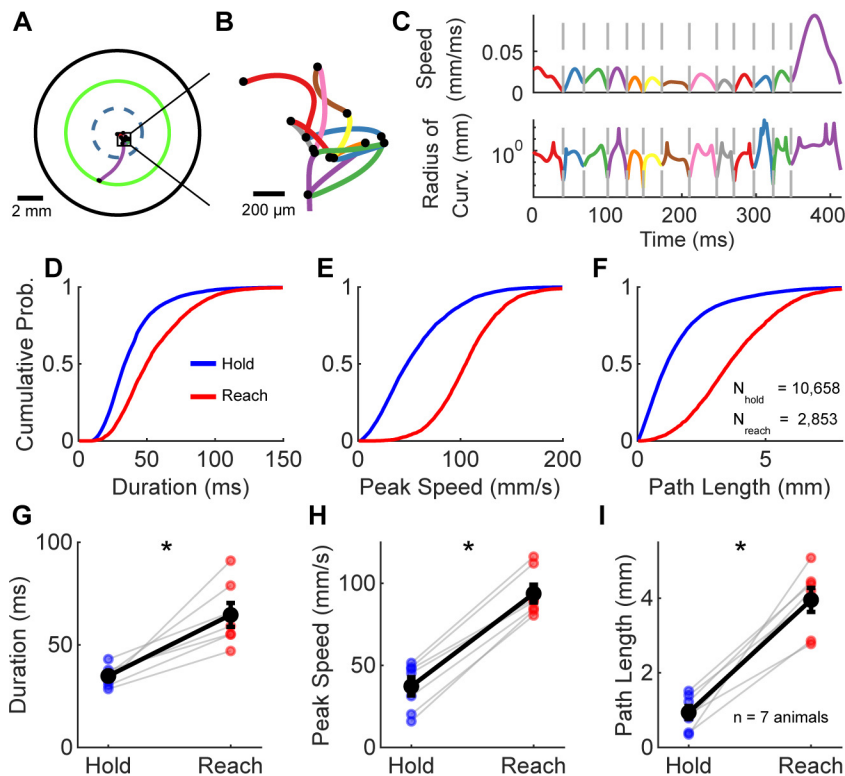 A
2 mm
B
200 μm
C
Speed
(mm/ms)
0.05
0
Radius of
Curv. (mm)
10⁰
0
100
200
300
400
Time (ms)
D
Cumulative Prob.
1
0.5
0
Hold
Reach
0
50
100
150
Duration (ms)
E
1
0.5
0
0
100
200
Peak Speed (mm/s)
F
1
0.5
0
N hold = 10,658
N reach = 2,853
0
5
Path Length (mm)
G
Duration (ms)
100
50
0
*
Hold
Reach
H
Peak Speed (mm/s)
100
50
0
*
Hold
Reach
I
Path Length (mm)
4
2
0
*
n = 7 animals
Hold
Reach